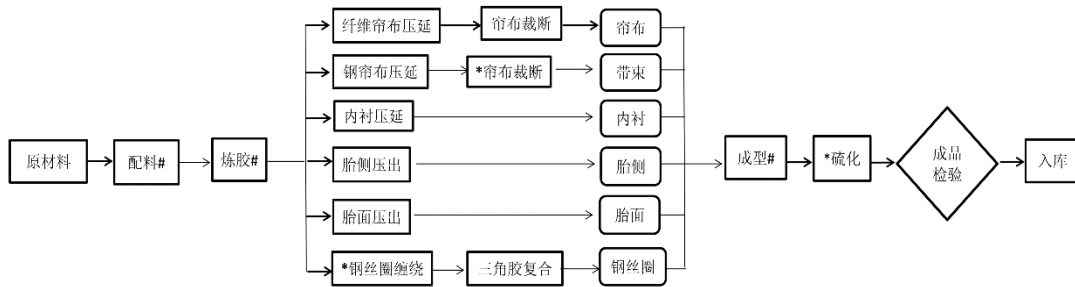 纤维帘布压延
帘布裁断
帘布
钢帘布压延
*帘布裁断
带束
内衬压延
内衬
原材料
配料#
炼胶#
胎侧压出
胎侧
成型#
*硫化
成品
检验
入库
胎面压出
胎面
*钢丝圈缠绕
三角胶复合
钢丝圈